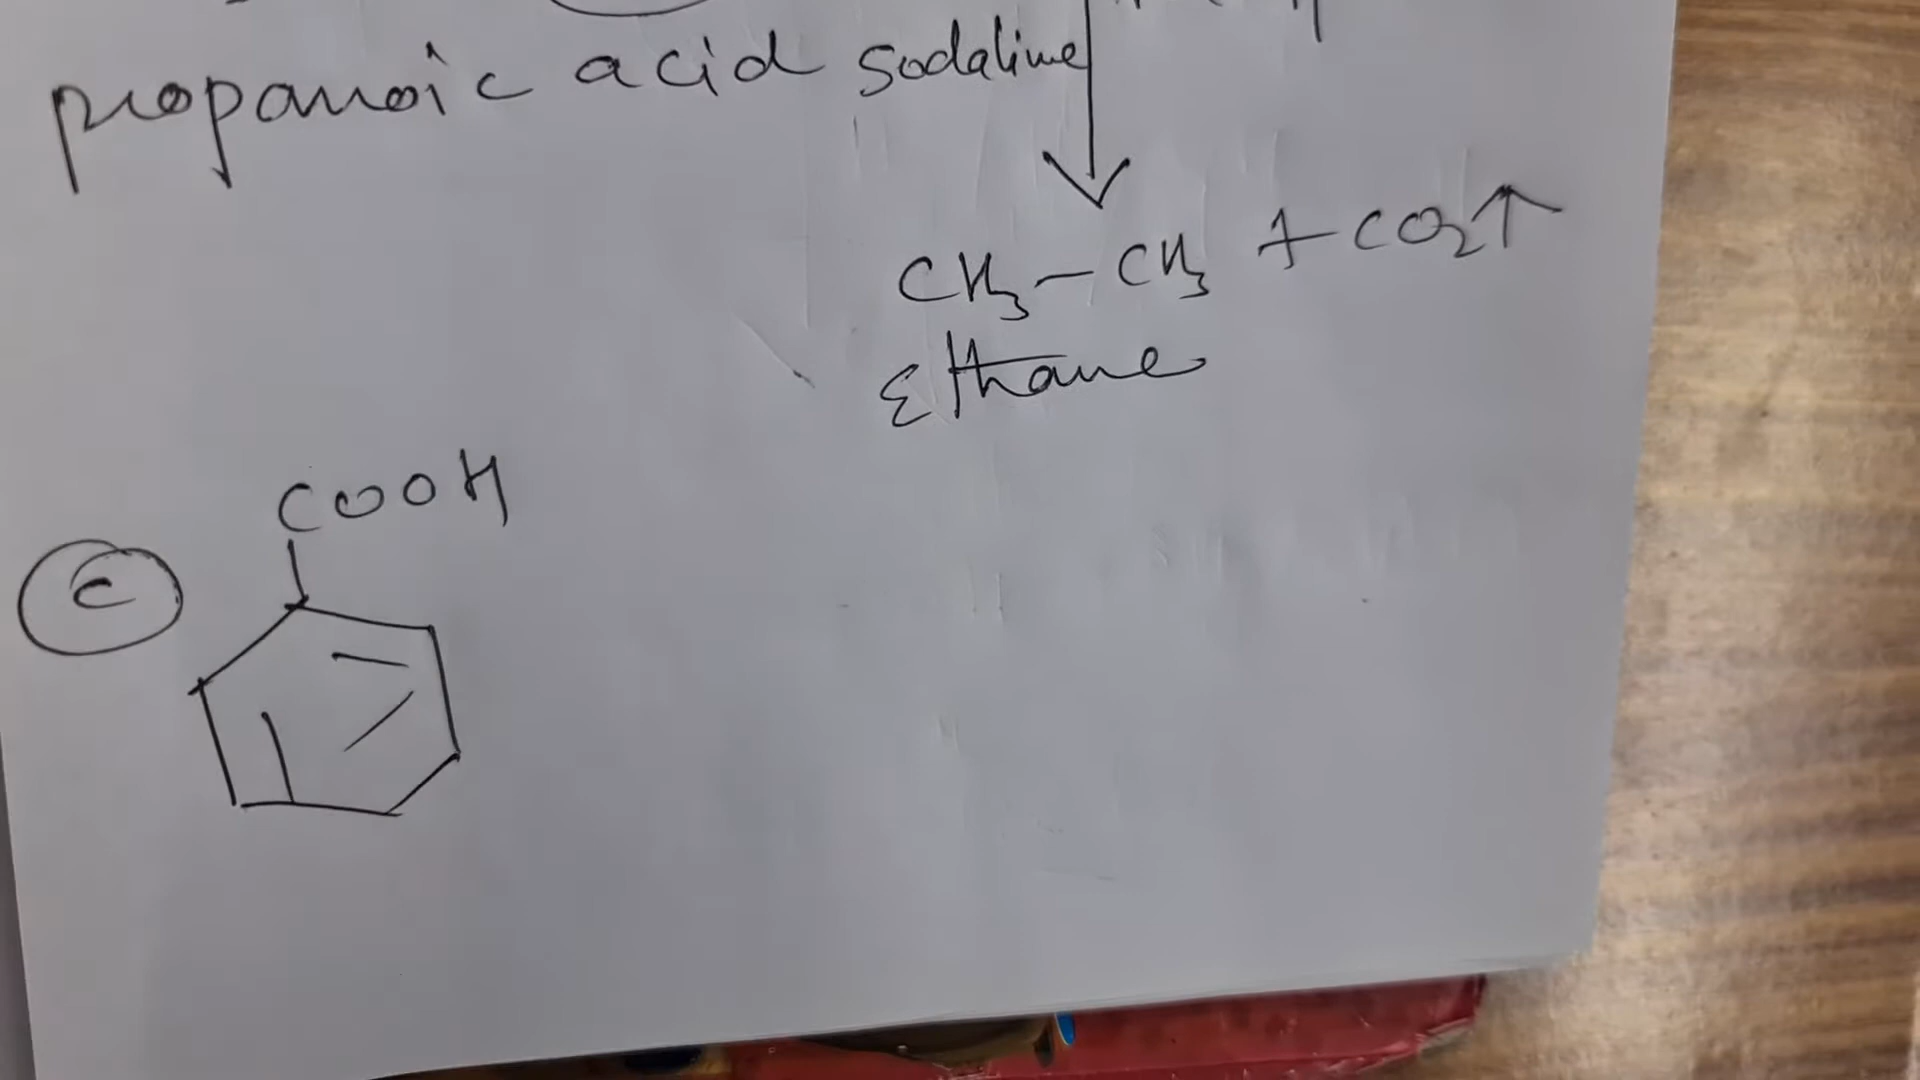 propanoic acid sodalime
CH3-CH3 + CO2↑
Ethane
COOH
C